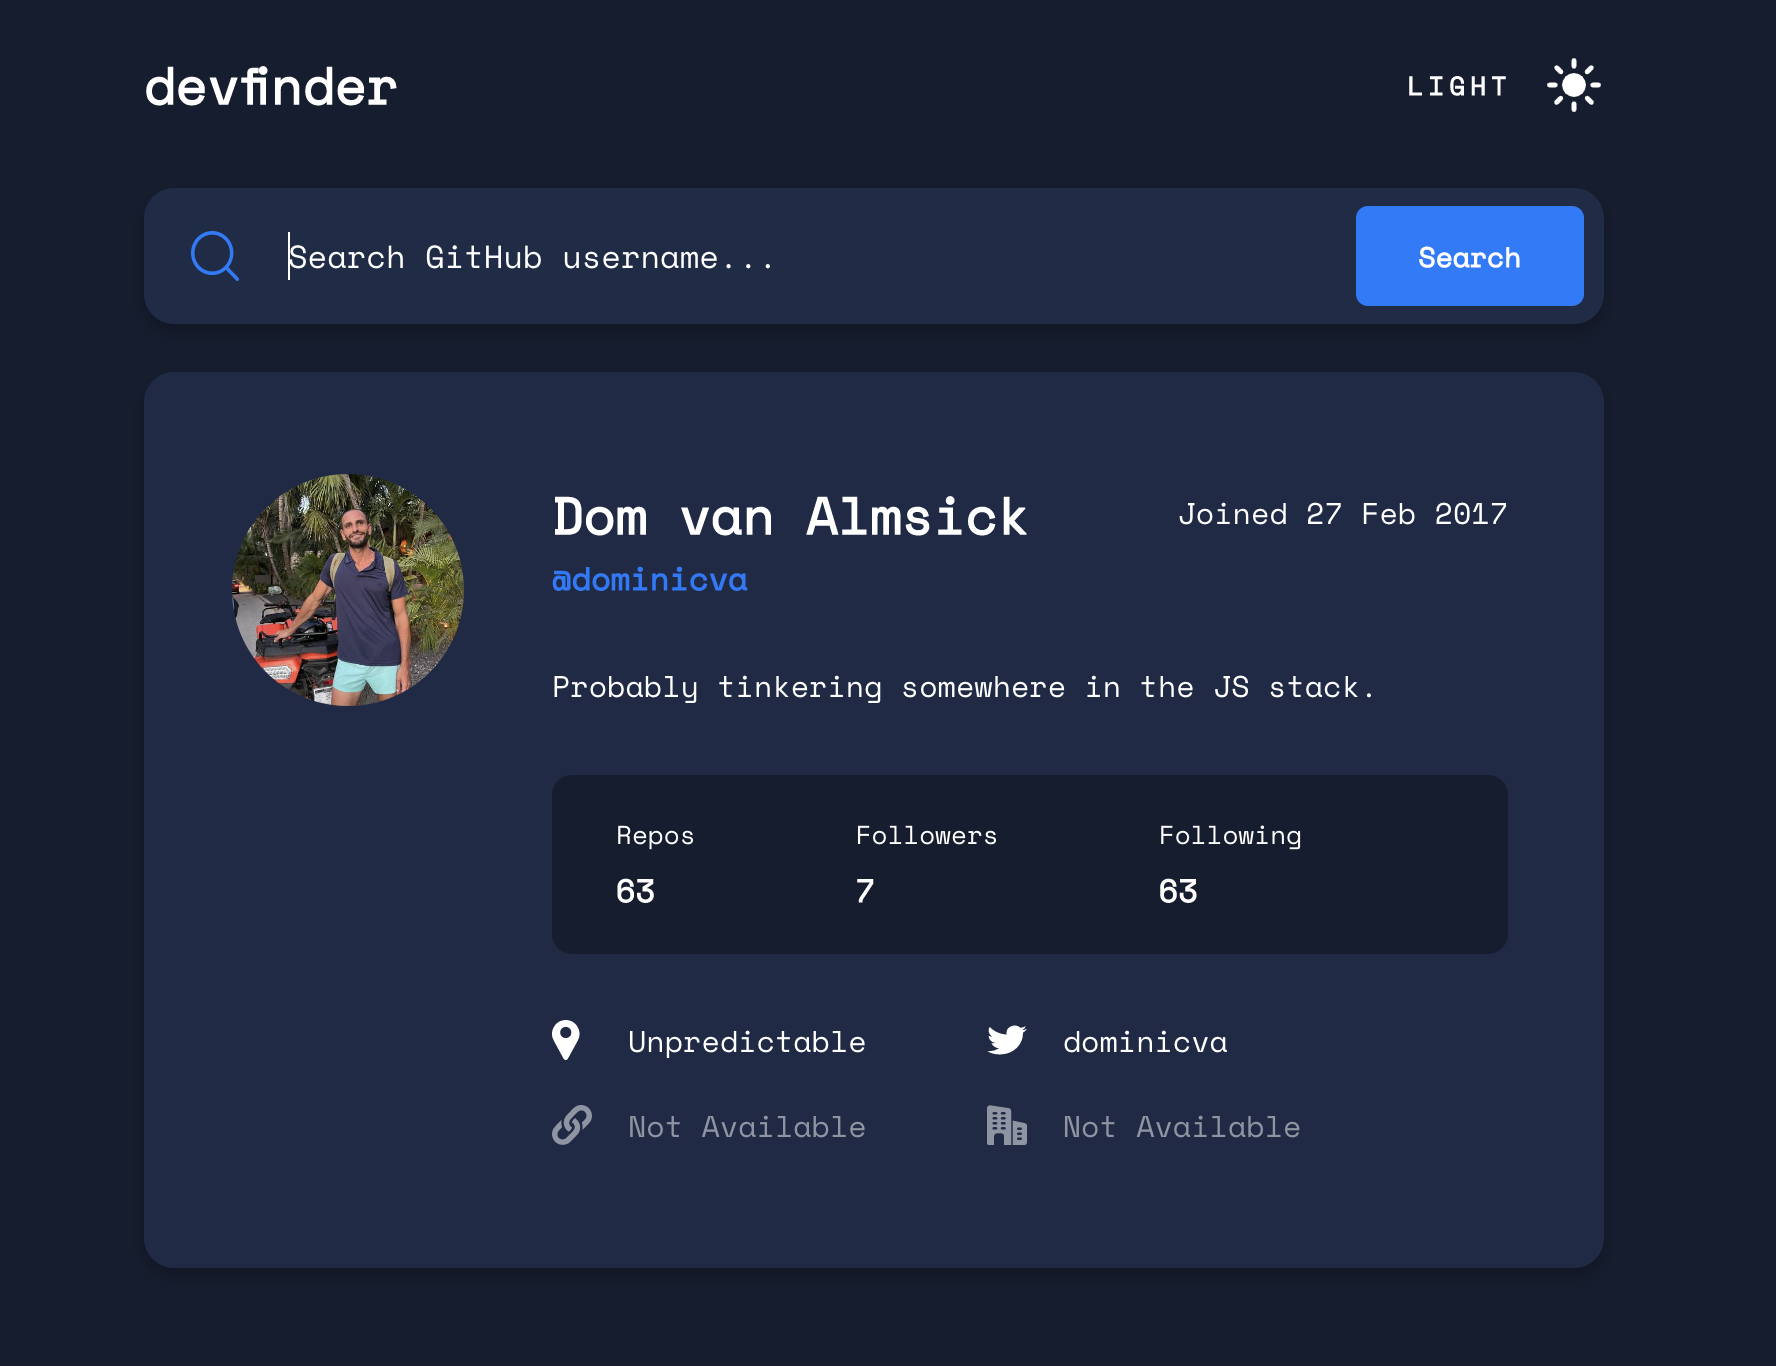 devfinder
LIGHT
Search GitHub username...
Search
Dom van Almsick
Joined 27 Feb 2017
@dominicva
Probably tinkering somewhere in the JS stack.
Repos
Followers
Following
63
7
63
Unpredictable
dominicva
Not Available
Not Available